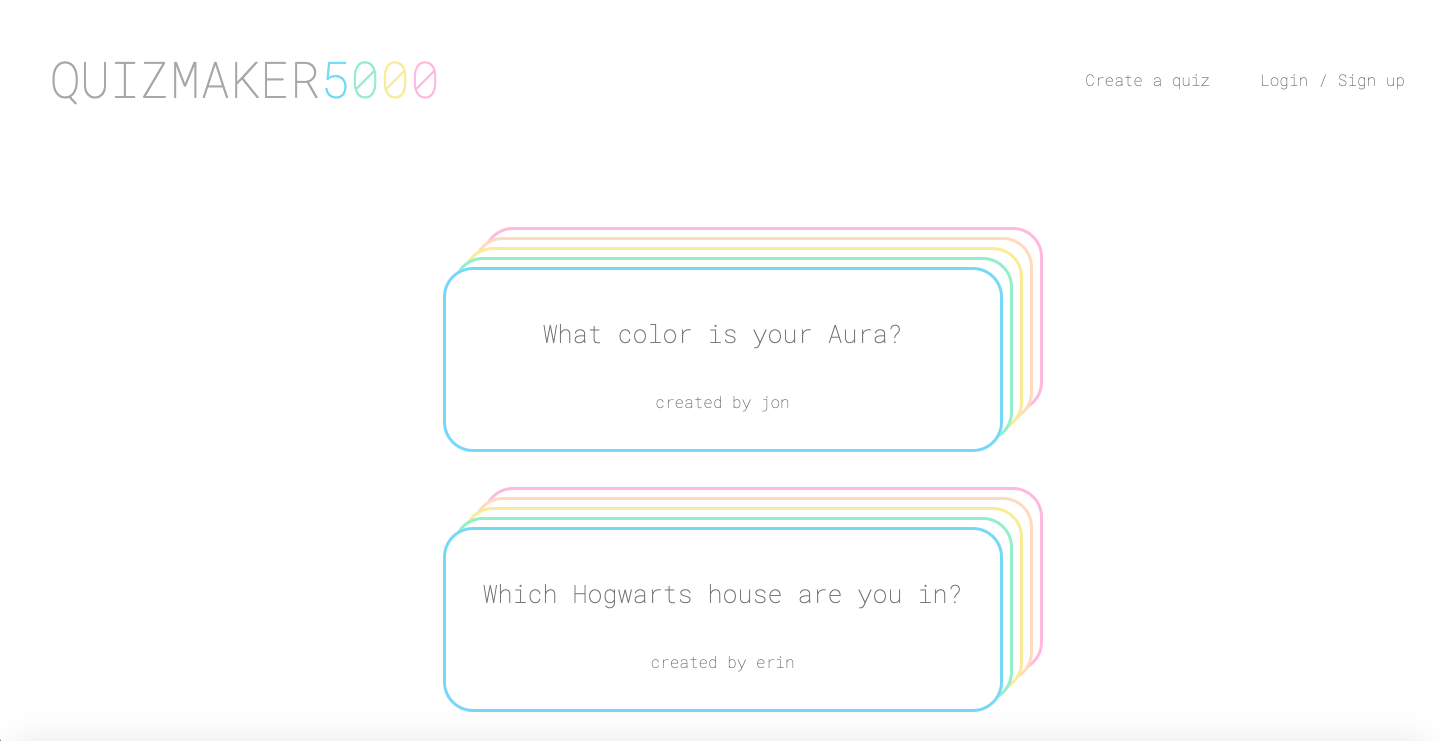 QUIZMAKER5000
Create a quiz
Login / Sign up
What color is your Aura?
created by jon
Which Hogwarts house are you in?
created by erin